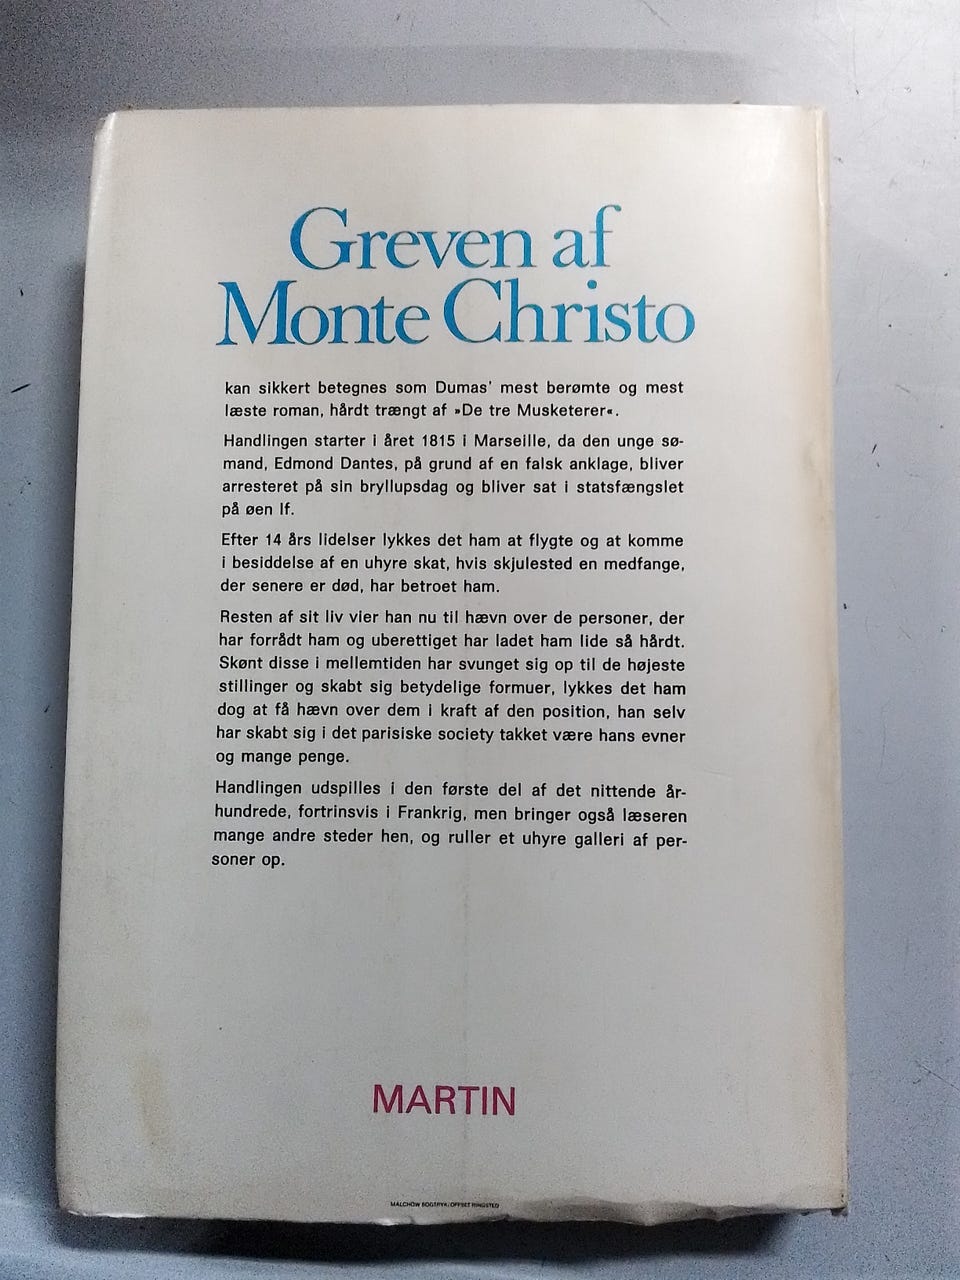 Greven af
Monte Christo
kan sikkert betegnes som Dumas' mest berømte og mest
læste roman, hårdt trængt af »De tre Musketerer«.
Handlingen starter i året 1815 i Marseille, da den unge sø-
mand, Edmond Dantes, på grund af en falsk anklage, bliver
arresteret på sin bryllupsdag og bliver sat i statsfængslet
på øen If.
Efter 14 års lidelser lykkes det ham at flygte og at komme
i besiddelse af en uhyre skat, hvis skjulested en medfange,
der senere er død, har betroet ham.
Resten af sit liv vier han nu til hævn over de personer, der
har forrådt ham og uberettiget har ladet ham lide så hårdt.
Skønt disse i mellemtiden har svunget sig op til de højeste
stillinger og skabt sig betydelige formuer, lykkes det ham
dog at få hævn over dem i kraft af den position, han selv
har skabt sig i det parisiske society takket være hans evner
og mange penge.
Handlingen udspilles i den første del af det nittende år-
hundrede, fortrinsvis i Frankrig, men bringer også læseren
mange andre steder hen, og ruller et uhyre galleri af per-
soner op.
MARTIN
MALCHOW BOGTRYK/OFFSET RINGSTED